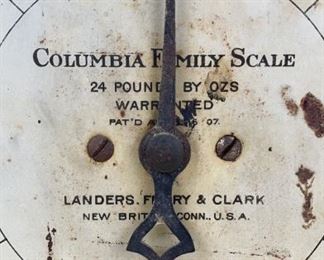 COLUMBIA FAMILY SCALE
24 POUNDS BY OZS
WARRANTED
PAT'D 07.
LANDERS, FRARY & CLARK
NEW BRITAIN CONN., U.S.A.